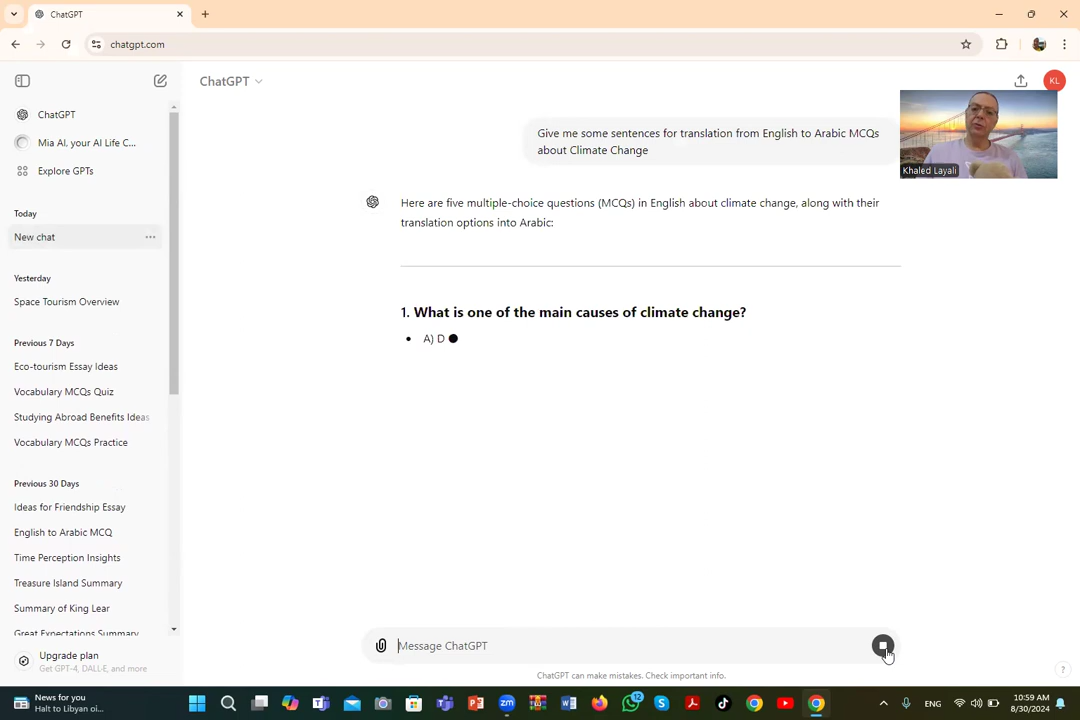 ChatGPT
chatgpt.com
ChatGPT
KL
ChatGPT
Mia AI, your AI Life C...
Explore GPTs
Today
New chat
Yesterday
Space Tourism Overview
Previous 7 Days
Eco-tourism Essay Ideas
Vocabulary MCQs Quiz
Studying Abroad Benefits Ideas
Vocabulary MCQs Practice
Previous 30 Days
Ideas for Friendship Essay
English to Arabic MCQ
Time Perception Insights
Treasure Island Summary
Summary of King Lear
Great Expectations Summary
Upgrade plan
Get GPT-4, DALL·E, and more
Give me some sentences for translation from English to Arabic MCQs
about Climate Change
Khaled Layali
Here are five multiple-choice questions (MCQs) in English about climate change, along with their
translation options into Arabic:
1. What is one of the main causes of climate change?
A) D
Message ChatGPT
ChatGPT can make mistakes. Check important info.
?
News for you
Halt to Libyan oi...
12
ENG
10:59 AM
8/30/2024